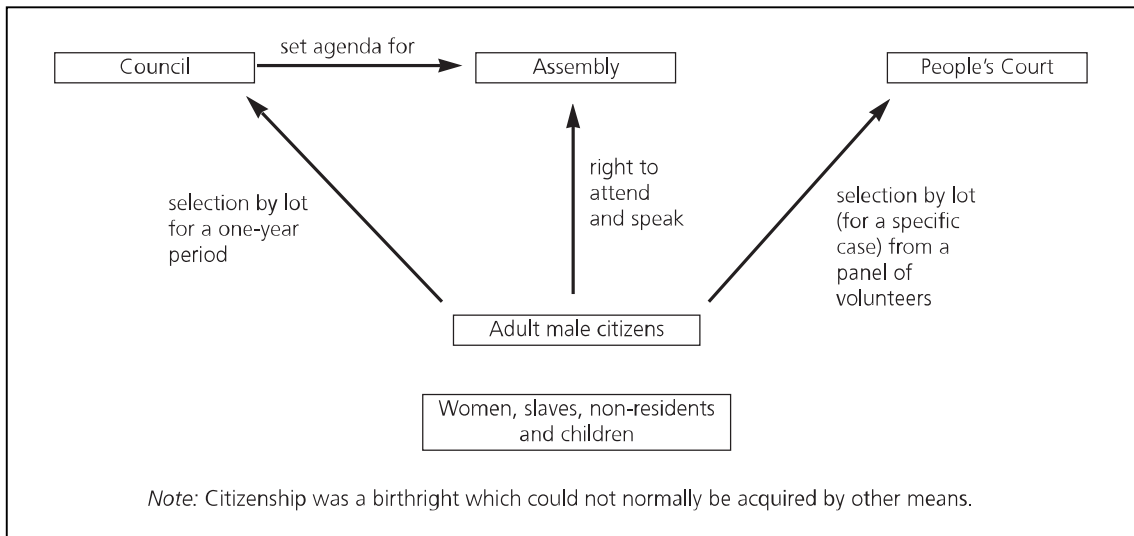 set agenda for
Council
Assembly
People's Court
selection by lot
for a one-year
period
right to
attend
and speak
selection by lot
(for a specific
case) from a
panel of
volunteers
Adult male citizens
Women, slaves, non-residents
and children
Note: Citizenship was a birthright which could not normally be acquired by other means.